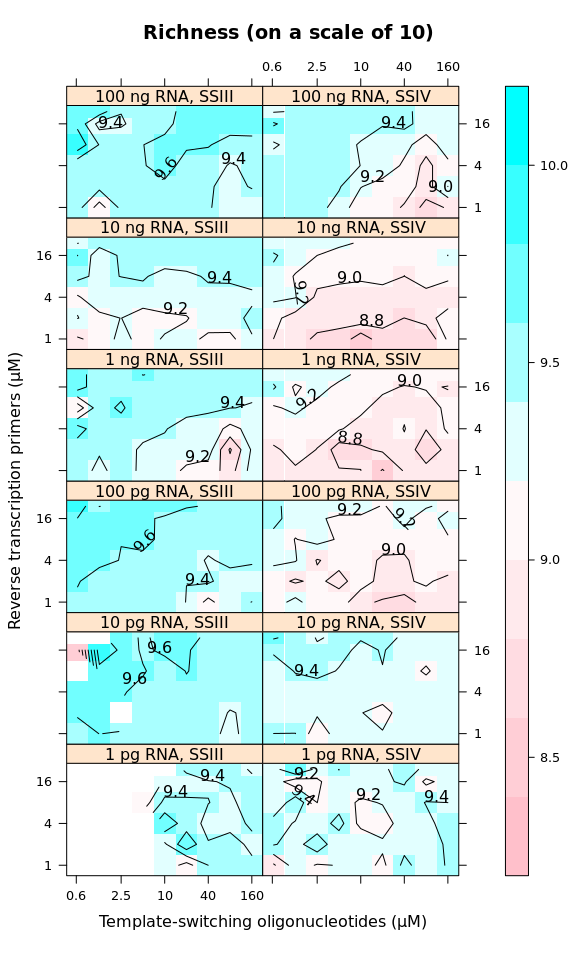 Richness (on a scale of 10)
0.6 2.5 10 40 160
100 ng RNA, SSIII 100 ng RNA, SSIV
9.4 9.6 9.4 9.4 9.2 9.0
16 4 1
10 ng RNA, SSIII 10 ng RNA, SSIV
16 4 1
9.4 9.2 9.2 9.0 8.8
1 ng RNA, SSIII 1 ng RNA, SSIV
9.4 9.2 9.2 9.0 8.8
16 4 1
100 pg RNA, SSIII 100 pg RNA, SSIV
16 4 1
9.6 9.4 9.2 9.2 9.0
10 pg RNA, SSIII 10 pg RNA, SSIV
9.6 9.6 9.4
16 4 1
1 pg RNA, SSIII 1 pg RNA, SSIV
16 4 1
9.4 9.4 9.2 9.4 9.2 9.4
0.6 2.5 10 40 160
Template-switching oligonucleotides (µM)
Reverse transcription primers (µM)
10.0
9.5
9.0
8.5